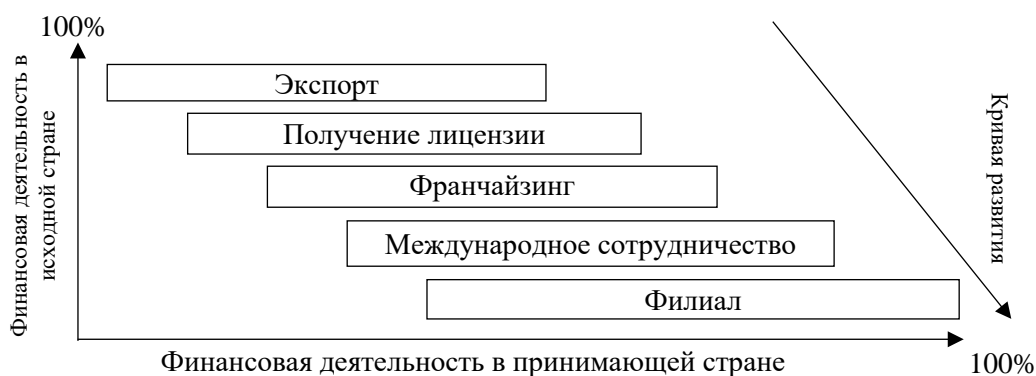 100%
Финансовая деятельность в
исходной стране
Экспорт
Получение лицензии
Франчайзинг
Международное сотрудничество
Филиал
Кривая развития
Финансовая деятельность в принимающей стране
100%